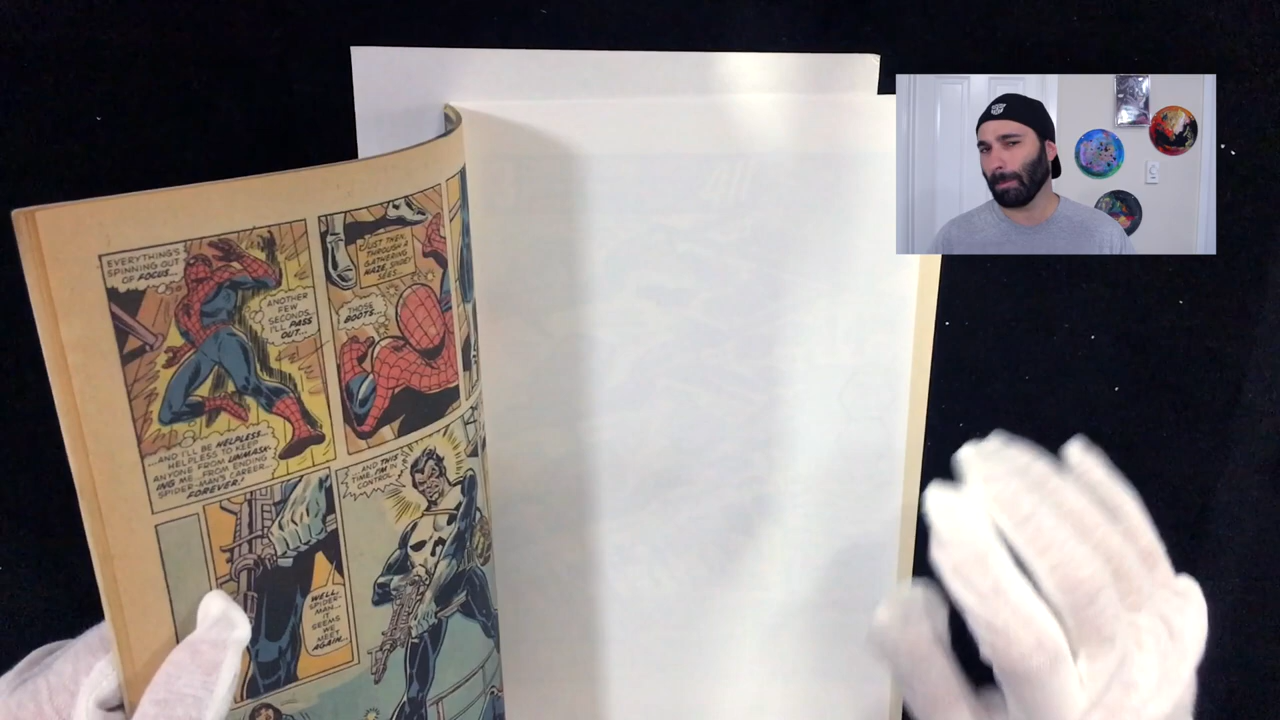 EVERYTHING'S
SPINNING OUT
OF FOCUS...
ANOTHER
FEW
SECONDS...
I'LL PASS
OUT...
...AND I'LL BE HELPLESS...
HELPLESS TO KEEP
ANYONE FROM UNMASK-
ING ME...FROM ENDING
SPIDER-MAN'S CAREER...
FOREVER!
JUST THEN,
THROUGH A
GATHERING
HAZE, SPIDEY
SEES...
THOSE
BOOTS...
WELL,
SPIDER-
MAN...
IT
SEEMS
WE
MEET
AGAIN...
...AND THIS
TIME, I'M IN
CONTROL.